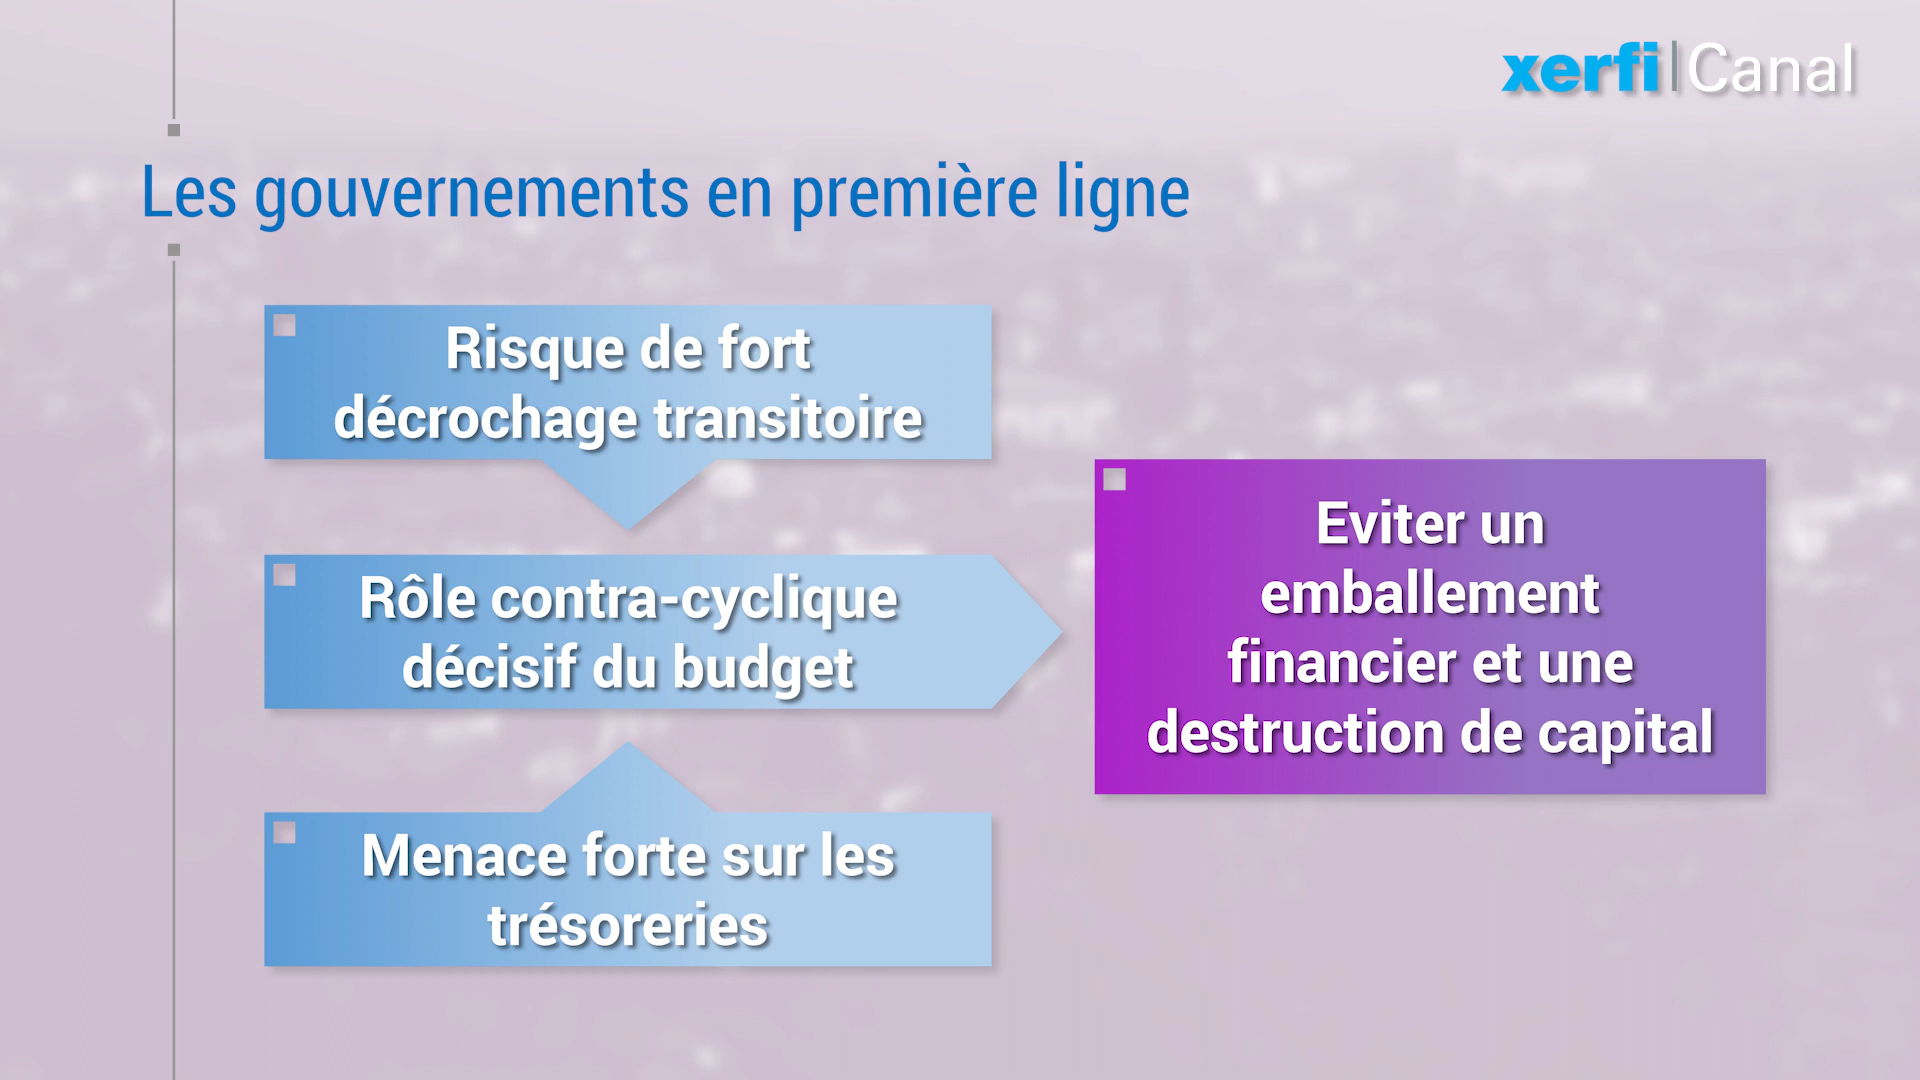 xerfi Canal
Les gouvernements en première ligne
Risque de fort
décrochage transitoire
Rôle contra-cyclique
décisif du budget
Menace forte sur les
trésoreries
Eviter un
emballement
financier et une
destruction de capital